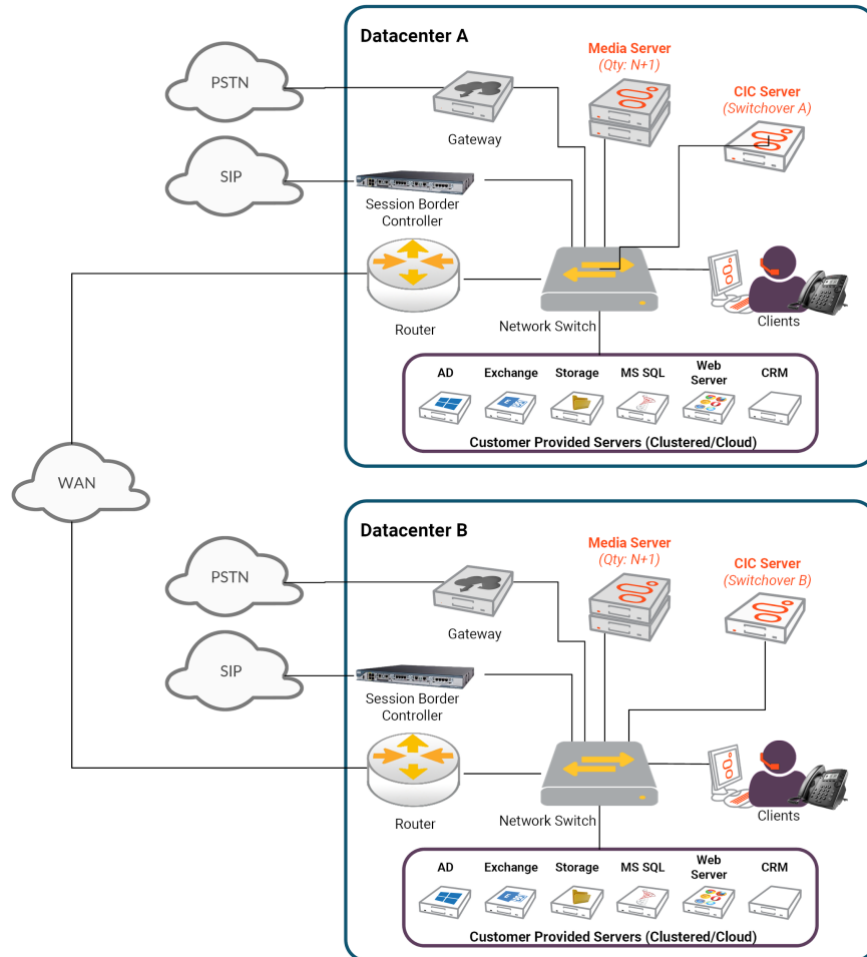 Datacenter A
Media Server
(Qty: N+1)
PSTN
CIC Server
(Switchover A)
Gateway
SIP
Session Border
Controller
Router
Network Switch
Clients
AD
Exchange
Storage
MS SQL
Web
Server
CRM
Customer Provided Servers (Clustered/Cloud)
WAN
Datacenter B
Media Server
(Qty: N+1)
PSTN
CIC Server
(Switchover B)
Gateway
SIP
Session Border
Controller
Router
Network Switch
Clients
AD
Exchange
Storage
MS SQL
Web
Server
CRM
Customer Provided Servers (Clustered/Cloud)